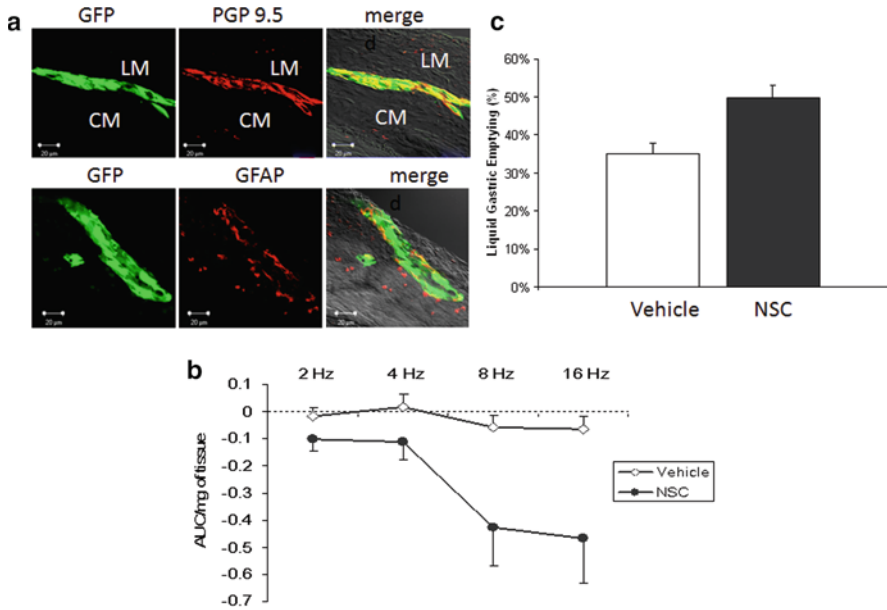 a
GFP PGP 9.5 merge
LM LM d LM
CM CM CM
20 µm 20 µm 20 µm
GFP GFAP merge
d
20 µm 20 µm 20 µm
c
60%
50%
40%
30%
20%
10%
0%
Liquid Gastric Emptying (%)
Vehicle NSC
b
2 Hz 4 Hz 8 Hz 16 Hz
0.1
0
-0.1
-0.2
-0.3
-0.4
-0.5
-0.6
-0.7
AUC/mg of tissue
Vehicle
NSC